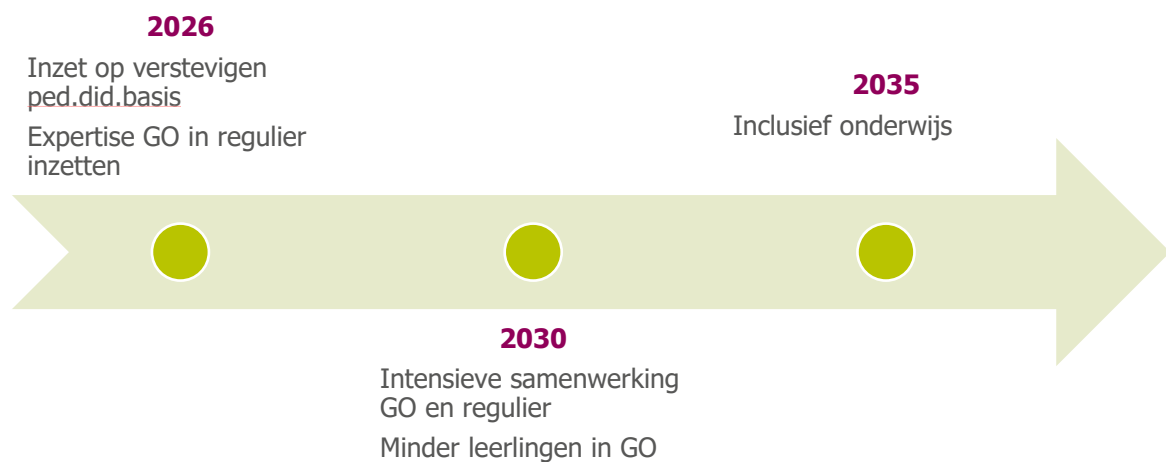 2026
Inzet op verstevigen
ped.did.basis
Expertise GO in regulier
inzetten
2030
Intensieve samenwerking
GO en regulier
Minder leerlingen in GO
2035
Inclusief onderwijs